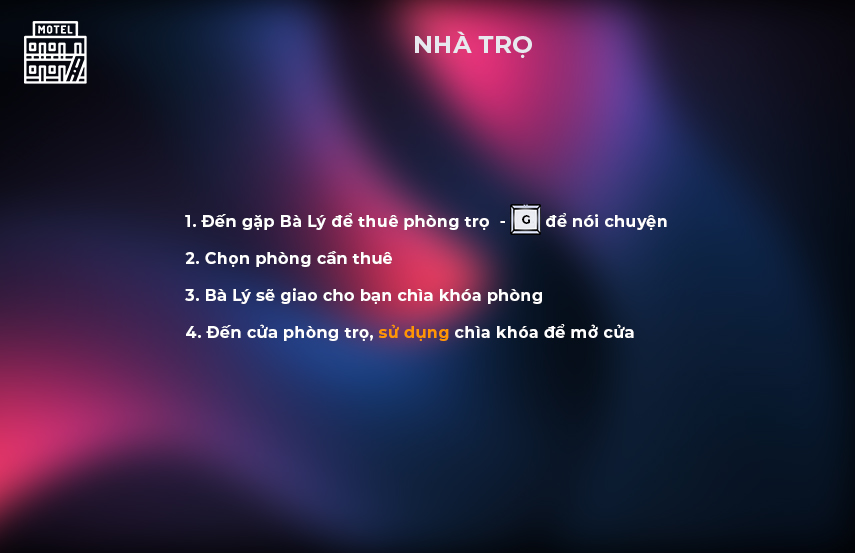 MOTEL
NHÀ TRỌ
1. Đến gặp Bà Lý để thuê phòng trọ - G để nói chuyện
2. Chọn phòng cần thuê
3. Bà Lý sẽ giao cho bạn chìa khóa phòng
4. Đến cửa phòng trọ, sử dụng chìa khóa để mở cửa